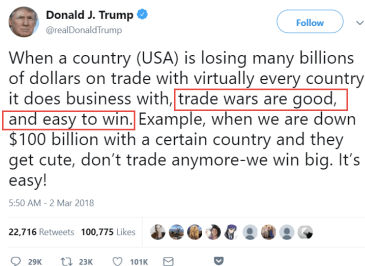 Donald J. Trump
Follow
@realDonaldTrump
When a country (USA) is losing many billions
of dollars on trade with virtually every country
it does business with, trade wars are good,
and easy to win. Example, when we are down
$100 billion with a certain country and they
get cute, don't trade anymore-we win big. It's
easy!
5:50 AM - 2 Mar 2018
22,716 Retweets 100,775 Likes
29K 23K 101K